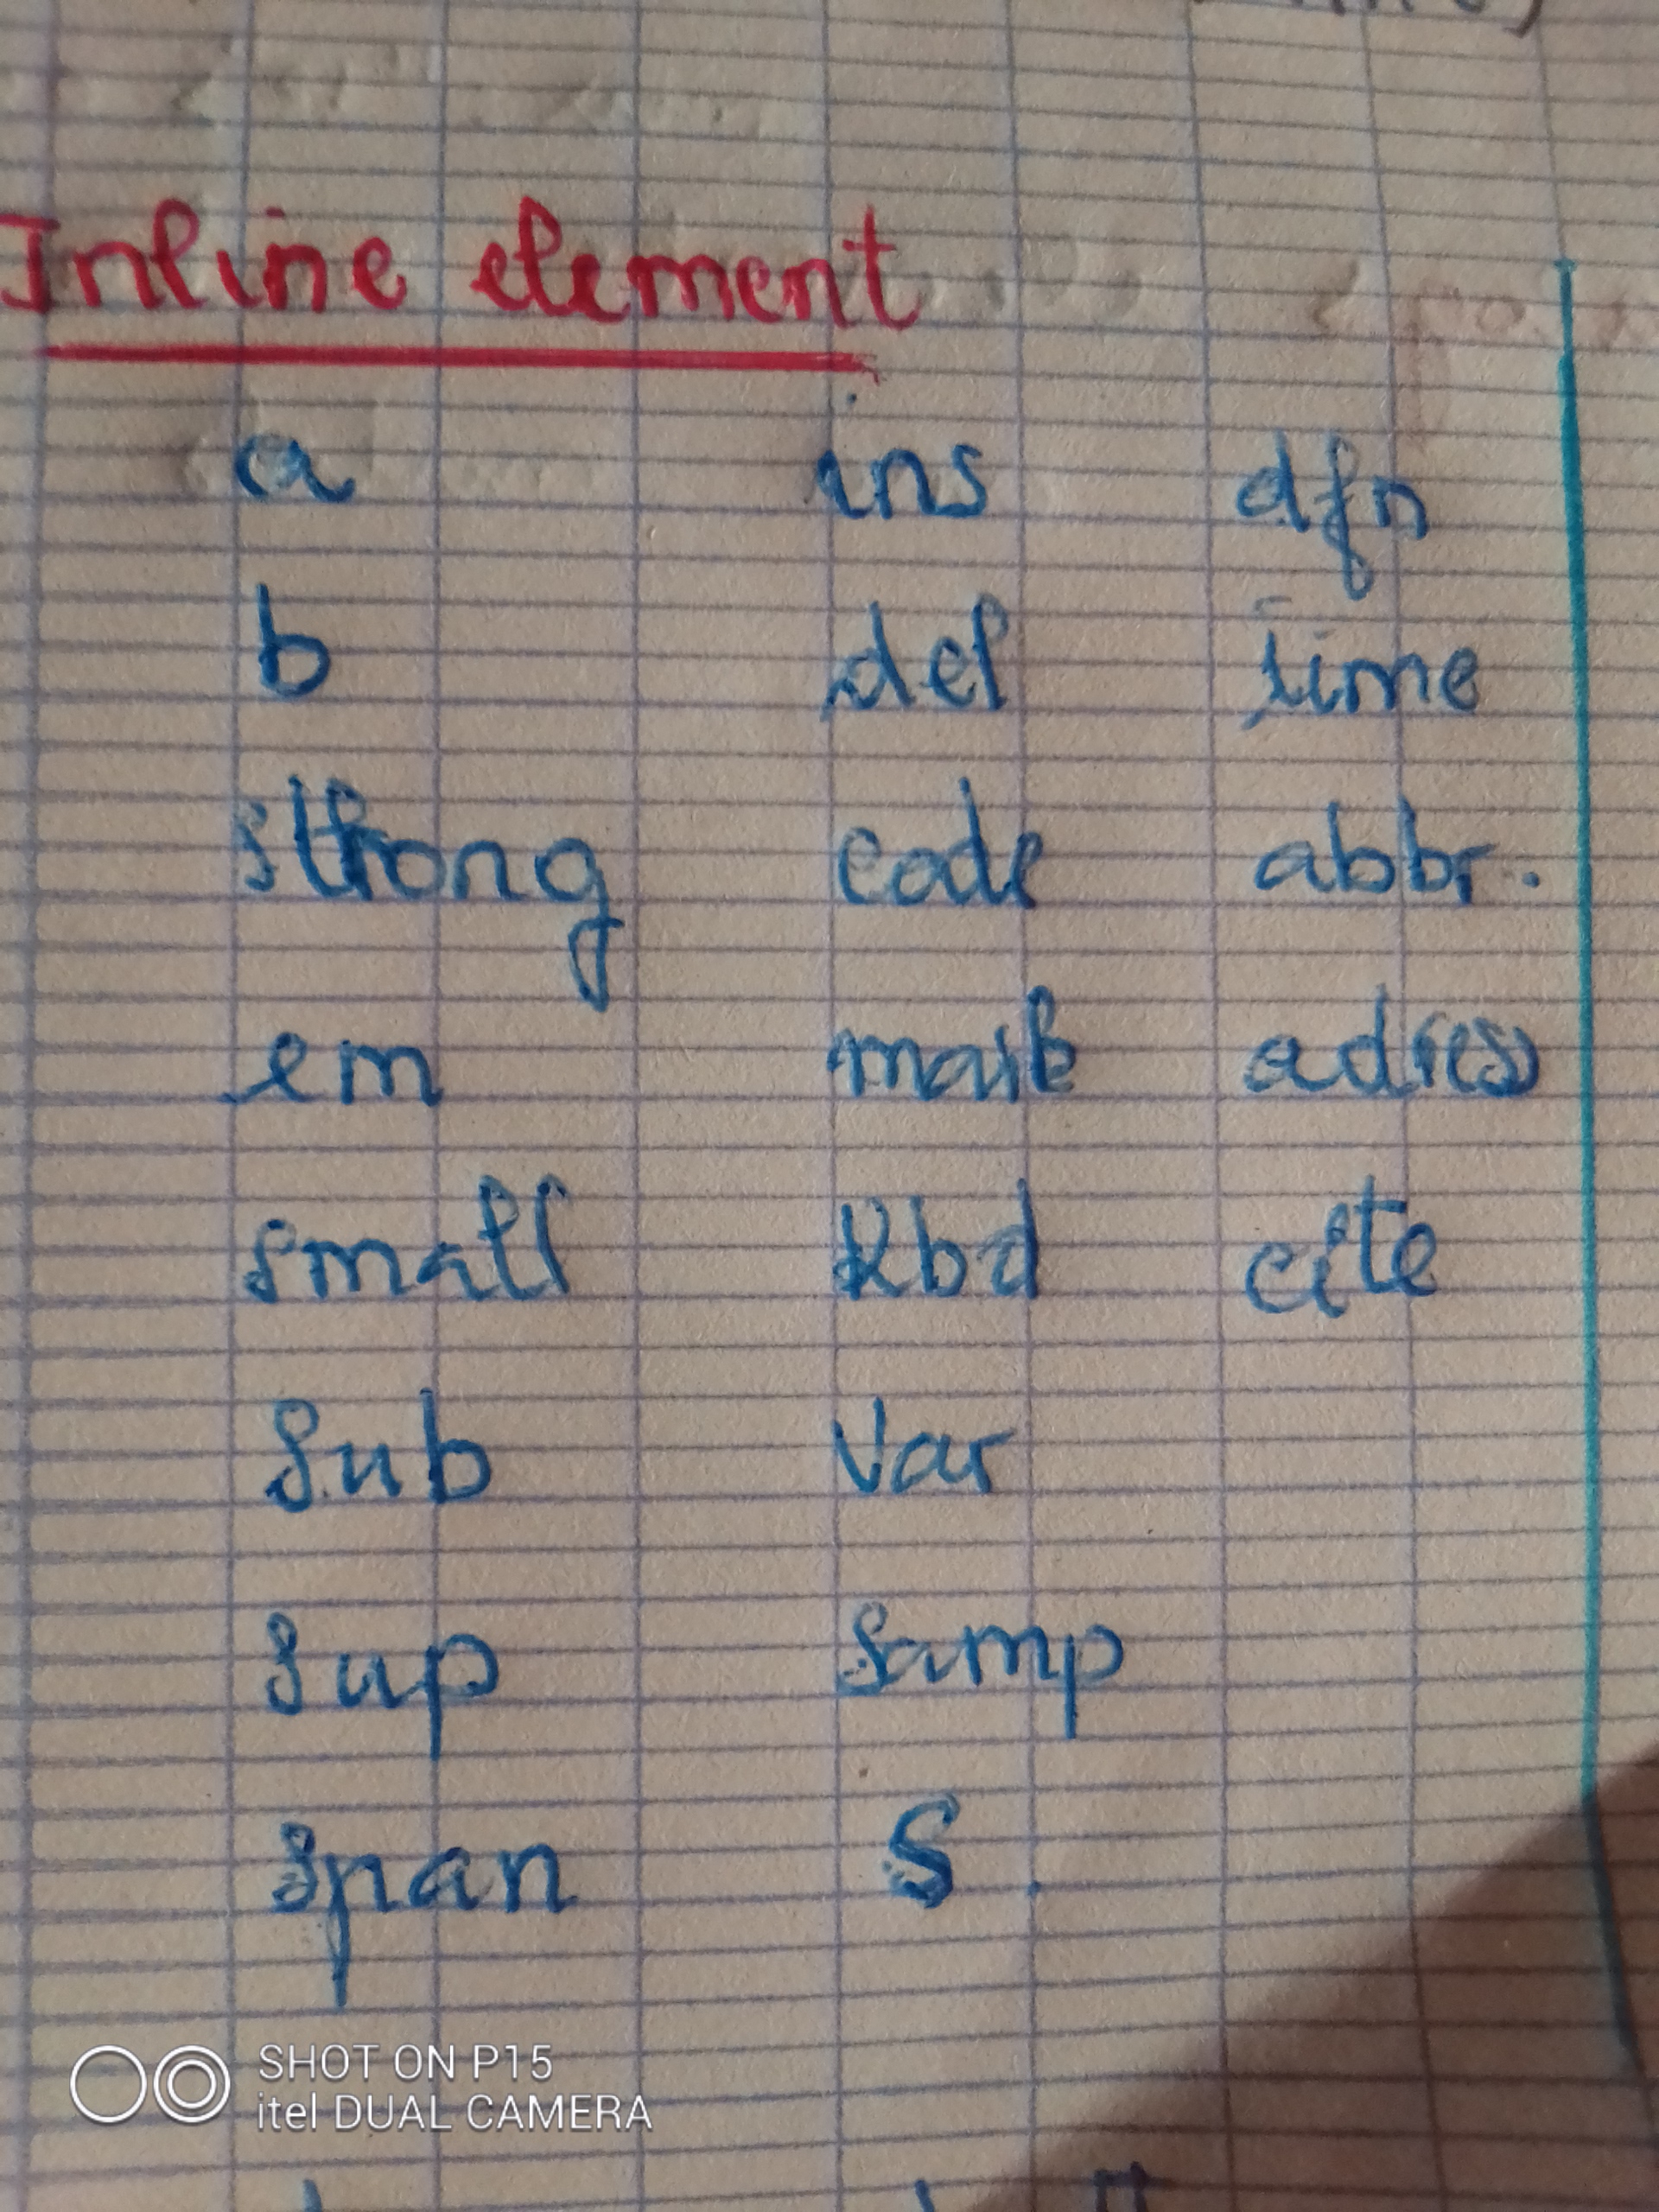 Inline element
a ins dfn
b del time
strong code abbr.
em mark adress
small kbd cite
Sub Var
Sup Samp
Span S.
SHOT ON P15
itel DUAL CAMERA